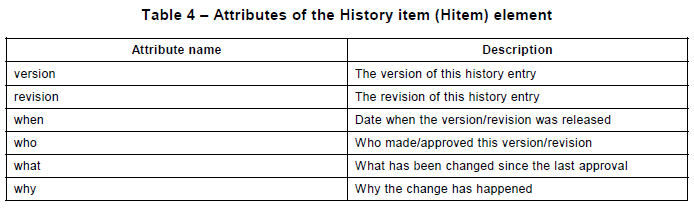 Table 4 – Attributes of the History item (Hitem) element
Attribute name Description
version The version of this history entry
revision The revision of this history entry
when Date when the version/revision was released
who Who made/approved this version/revision
what What has been changed since the last approval
why Why the change has happened